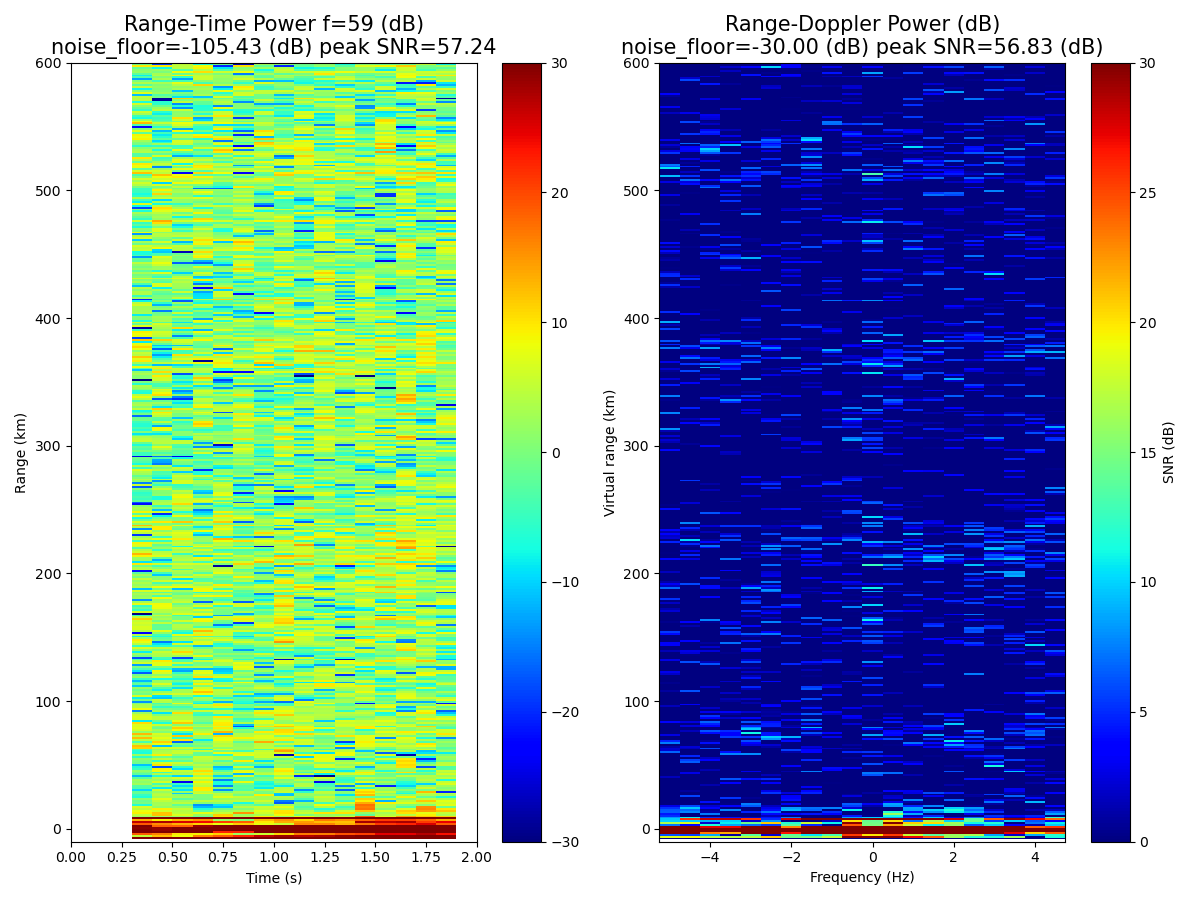 Range-Time Power f=59 (dB)
noise_floor=-105.43 (dB) peak SNR=57.24
Range-Doppler Power (dB)
noise_floor=-30.00 (dB) peak SNR=56.83 (dB)
600
500
400
300
200
100
0
Range (km)
0.00 0.25 0.50 0.75 1.00 1.25 1.50 1.75 2.00
Time (s)
30
20
10
0
−10
−20
−30
600
500
400
300
200
100
0
Virtual range (km)
−4 −2 0 2 4
Frequency (Hz)
30
25
20
15
10
5
0
SNR (dB)